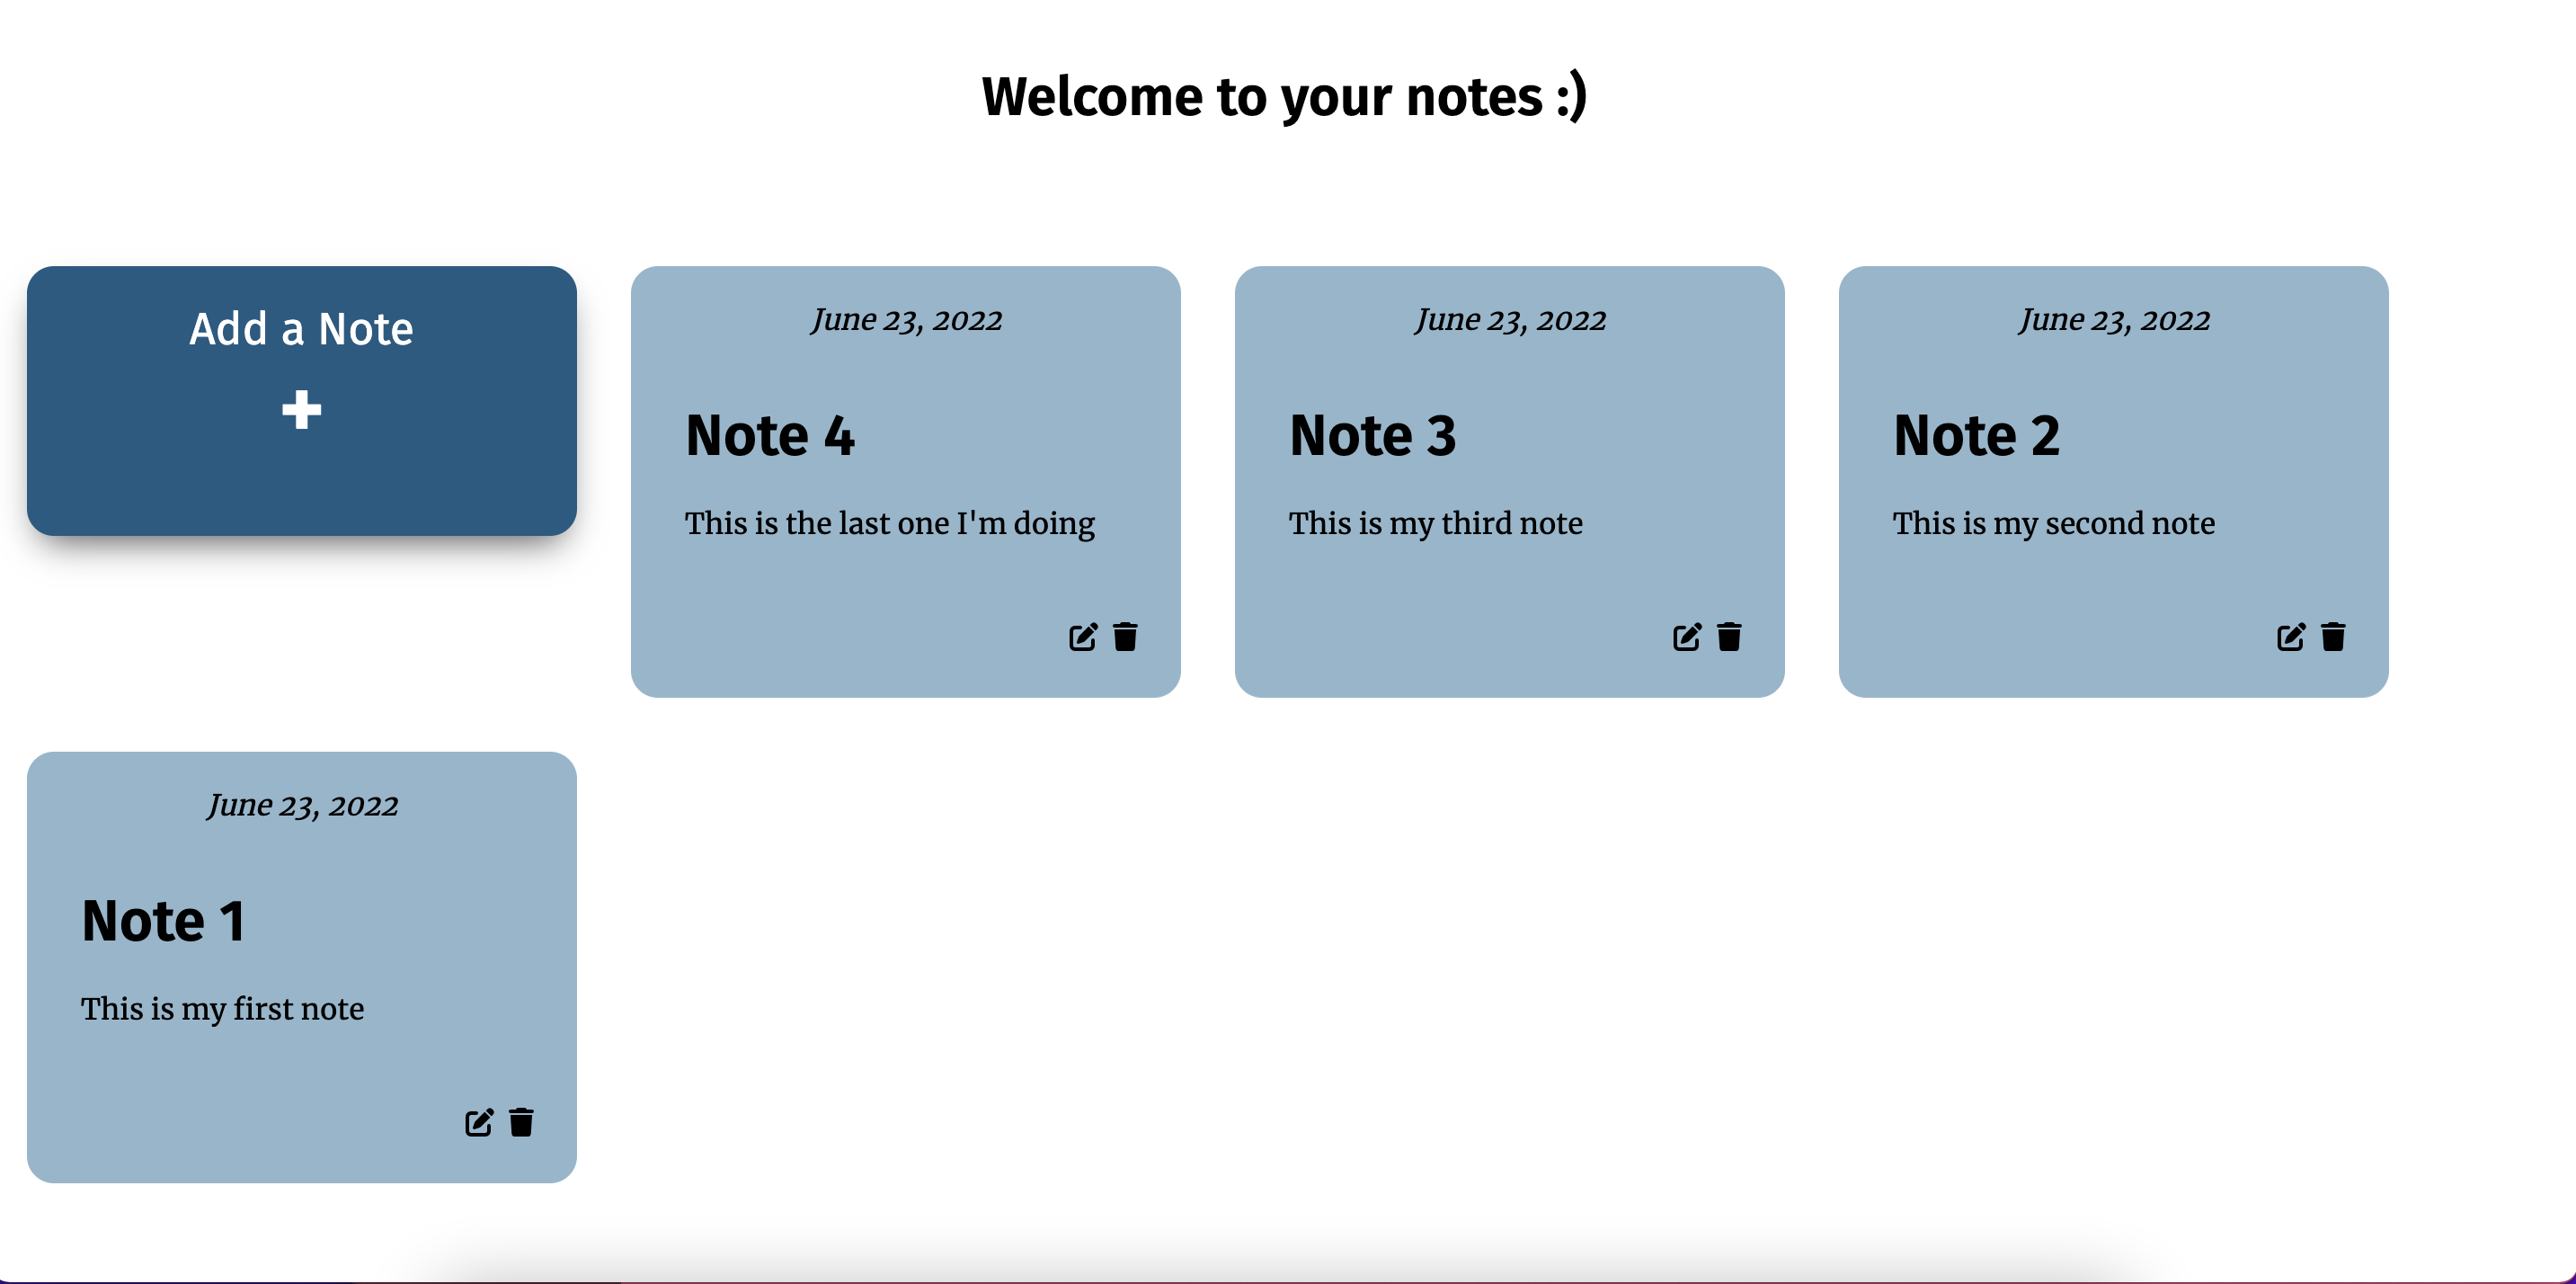 Welcome to your notes :)
Add a Note
June 23, 2022
Note 4
This is the last one I'm doing
June 23, 2022
Note 3
This is my third note
June 23, 2022
Note 2
This is my second note
June 23, 2022
Note 1
This is my first note